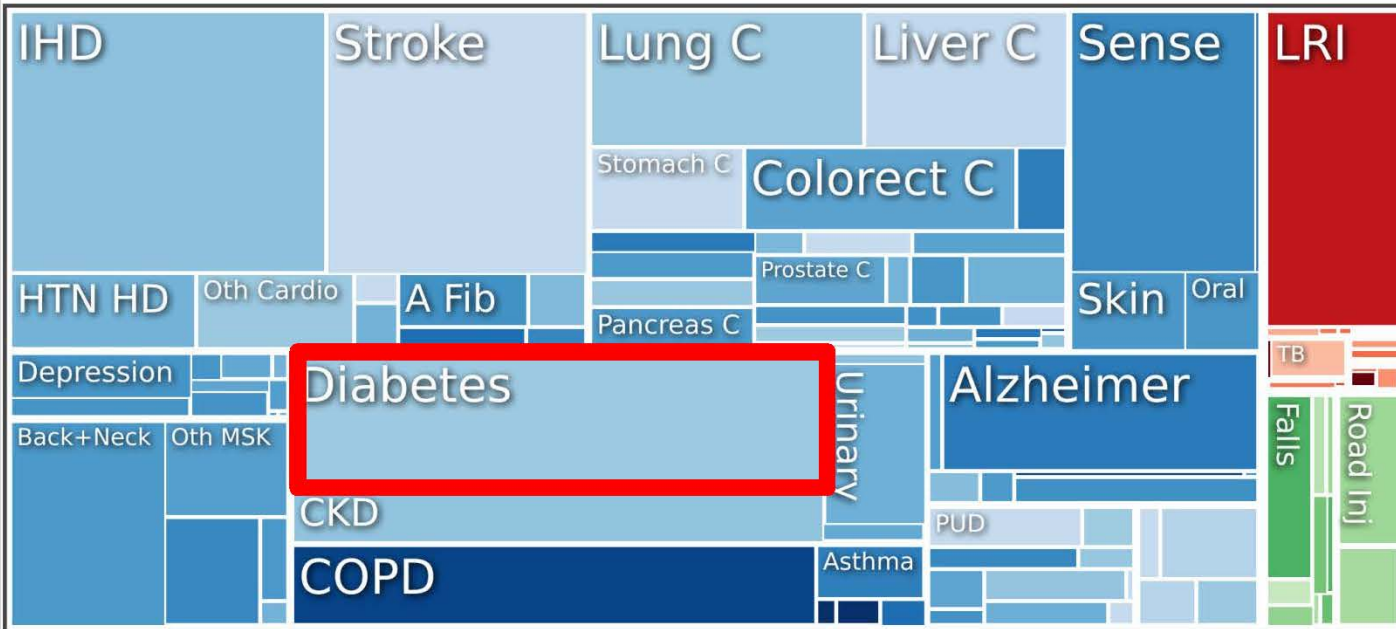 IHD
Stroke
Lung C
Liver C
Sense
LRI
Stomach C
Colorect C
HTN HD
Oth Cardio
A Fib
Prostate C
Pancreas C
Skin
Oral
TB
Depression
Diabetes
Urinary
Alzheimer
Back+Neck
Oth MSK
Falls
Road Inj
CKD
PUD
COPD
Asthma